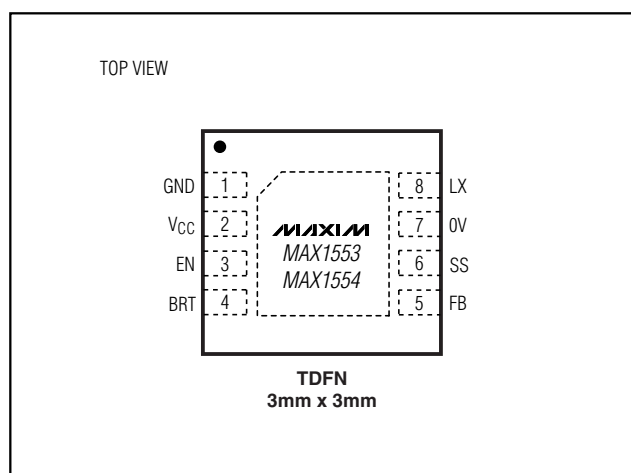 TOP VIEW
GND 1
VCC 2
EN 3
BRT 4
MAXIM
MAX1553
MAX1554
8 LX
7 0V
6 SS
5 FB
TDFN
3mm x 3mm